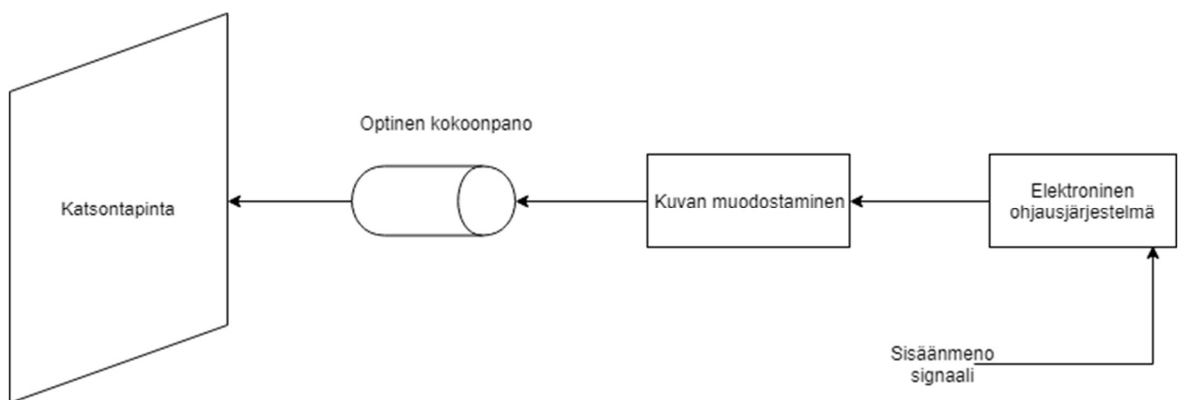 Optinen kokoonpano
Katsontapinta
Kuvan muodostaminen
Elektroninen
ohjausjärjestelmä
Sisäänmeno
signaali